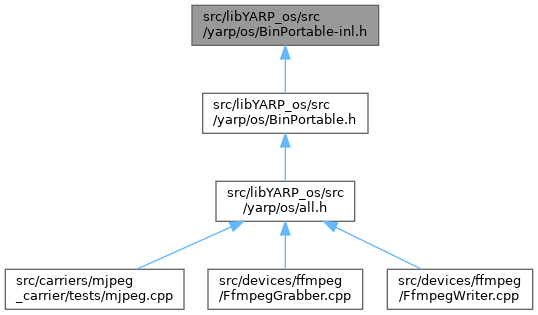 src/libYARP_os/src
/yarp/os/BinPortable-inl.h
src/libYARP_os/src
/yarp/os/BinPortable.h
src/libYARP_os/src
/yarp/os/all.h
src/carriers/mjpeg
_carrier/tests/mjpeg.cpp
src/devices/ffmpeg
/FfmpegGrabber.cpp
src/devices/ffmpeg
/FfmpegWriter.cpp